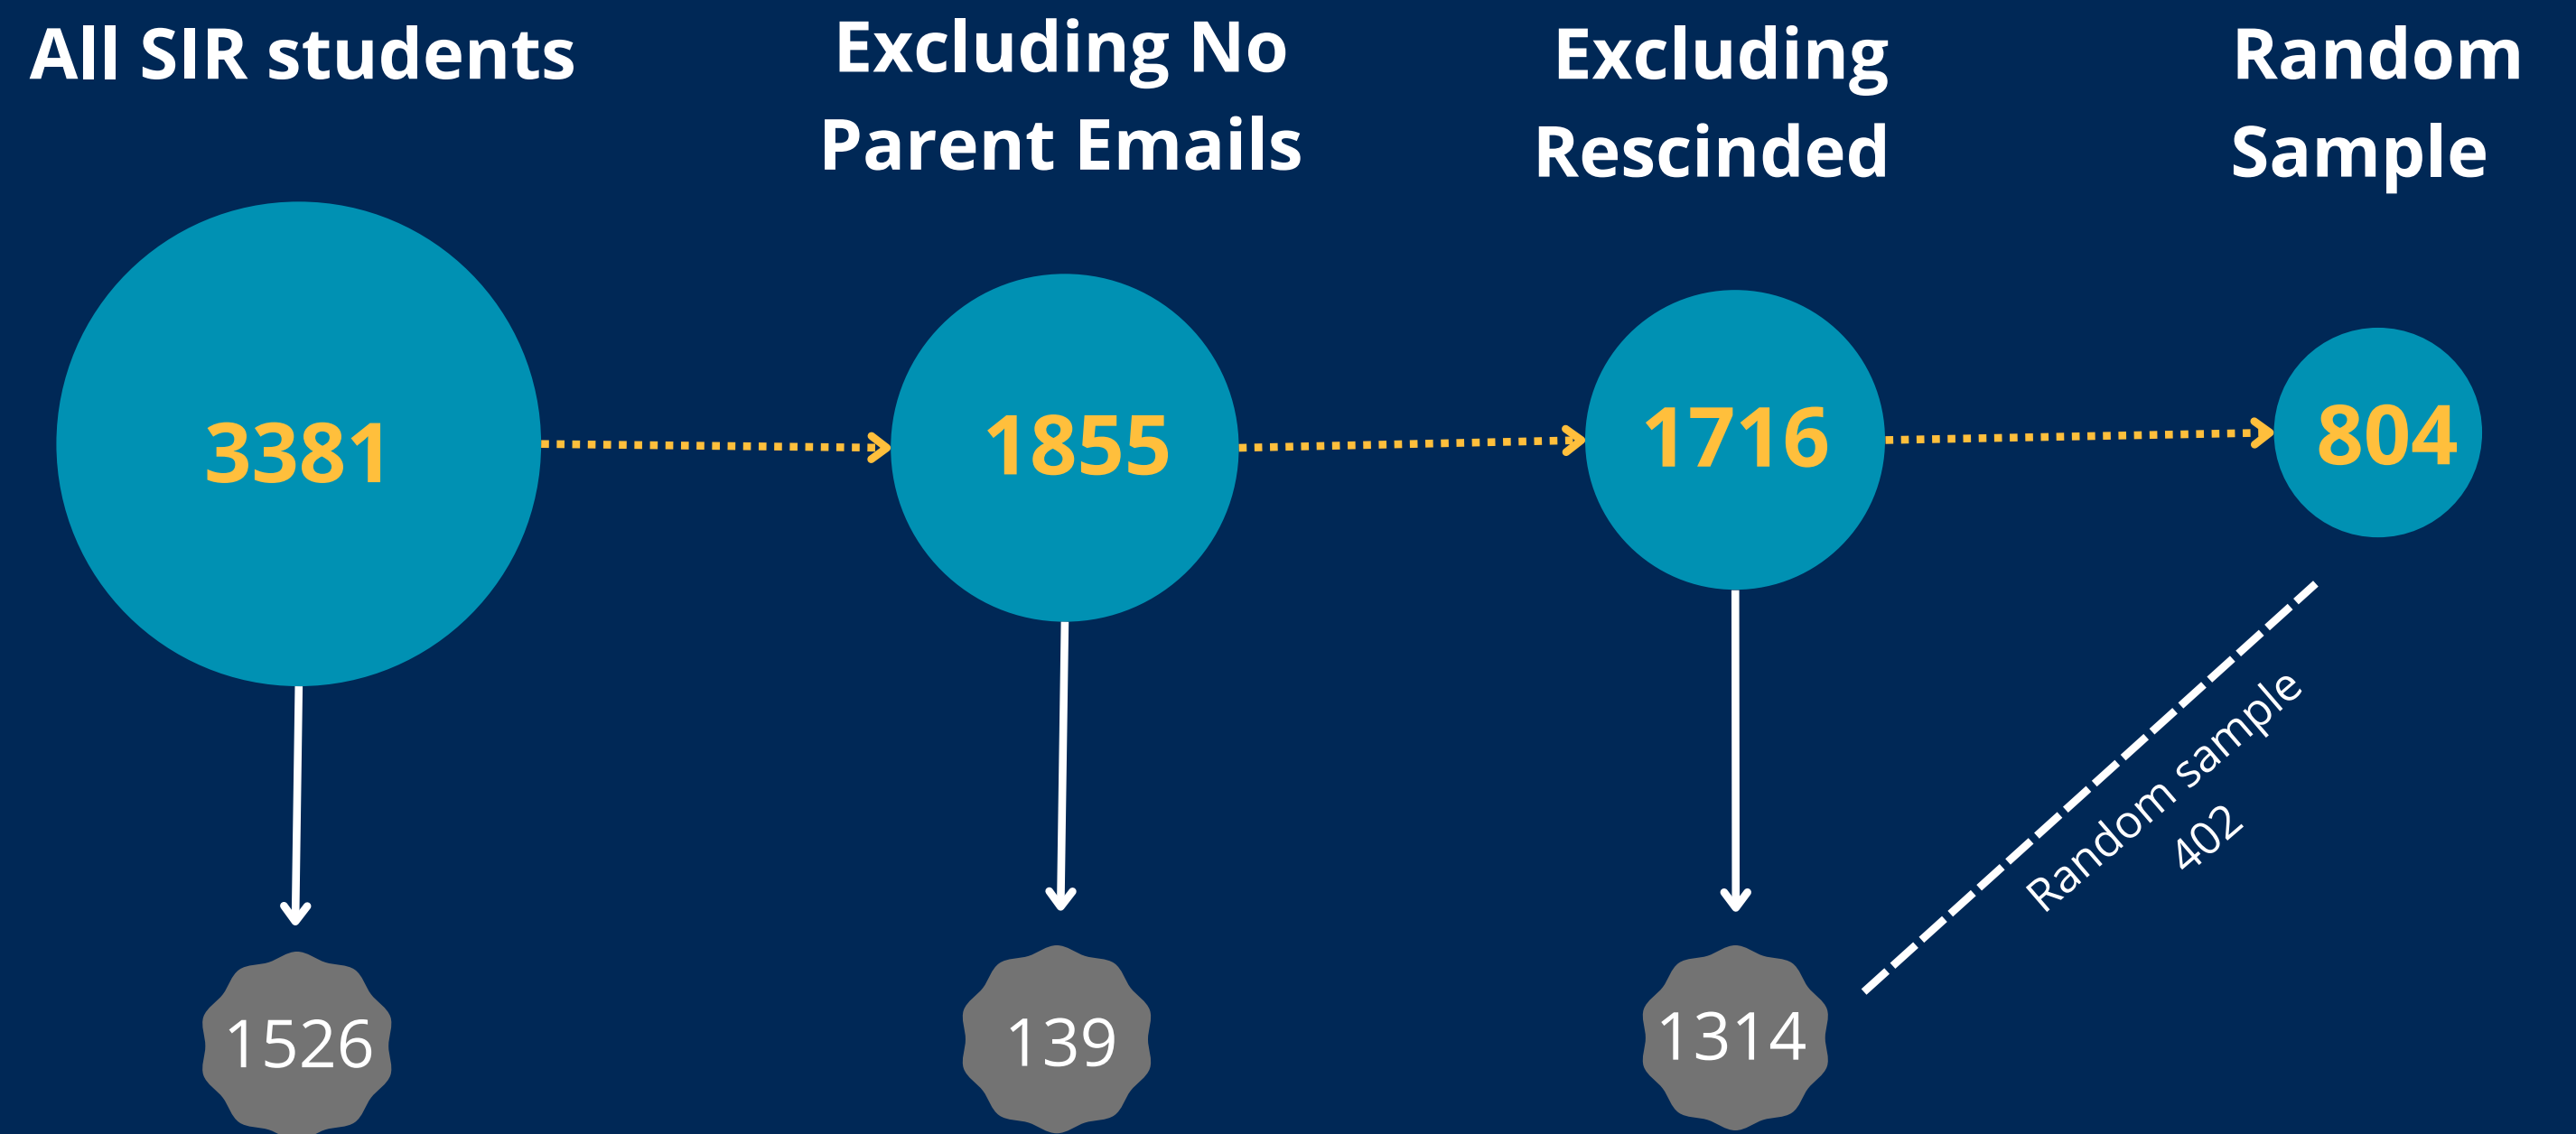 All SIR students
Excluding No
Parent Emails
Excluding
Rescinded
Random
Sample
3381
1855
1716
804
Random sample
402
1526
139
1314